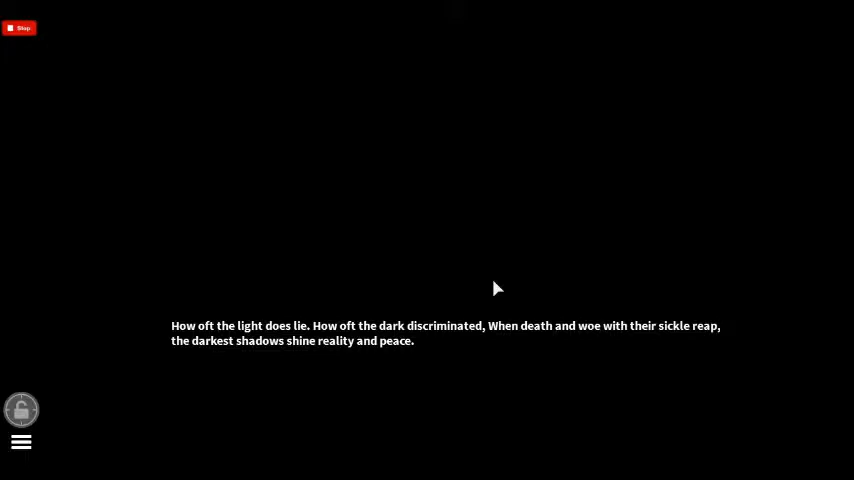 Stop
How oft the light does lie. How oft the dark discriminated, When death and woe with their sickle reap,
the darkest shadows shine reality and peace.